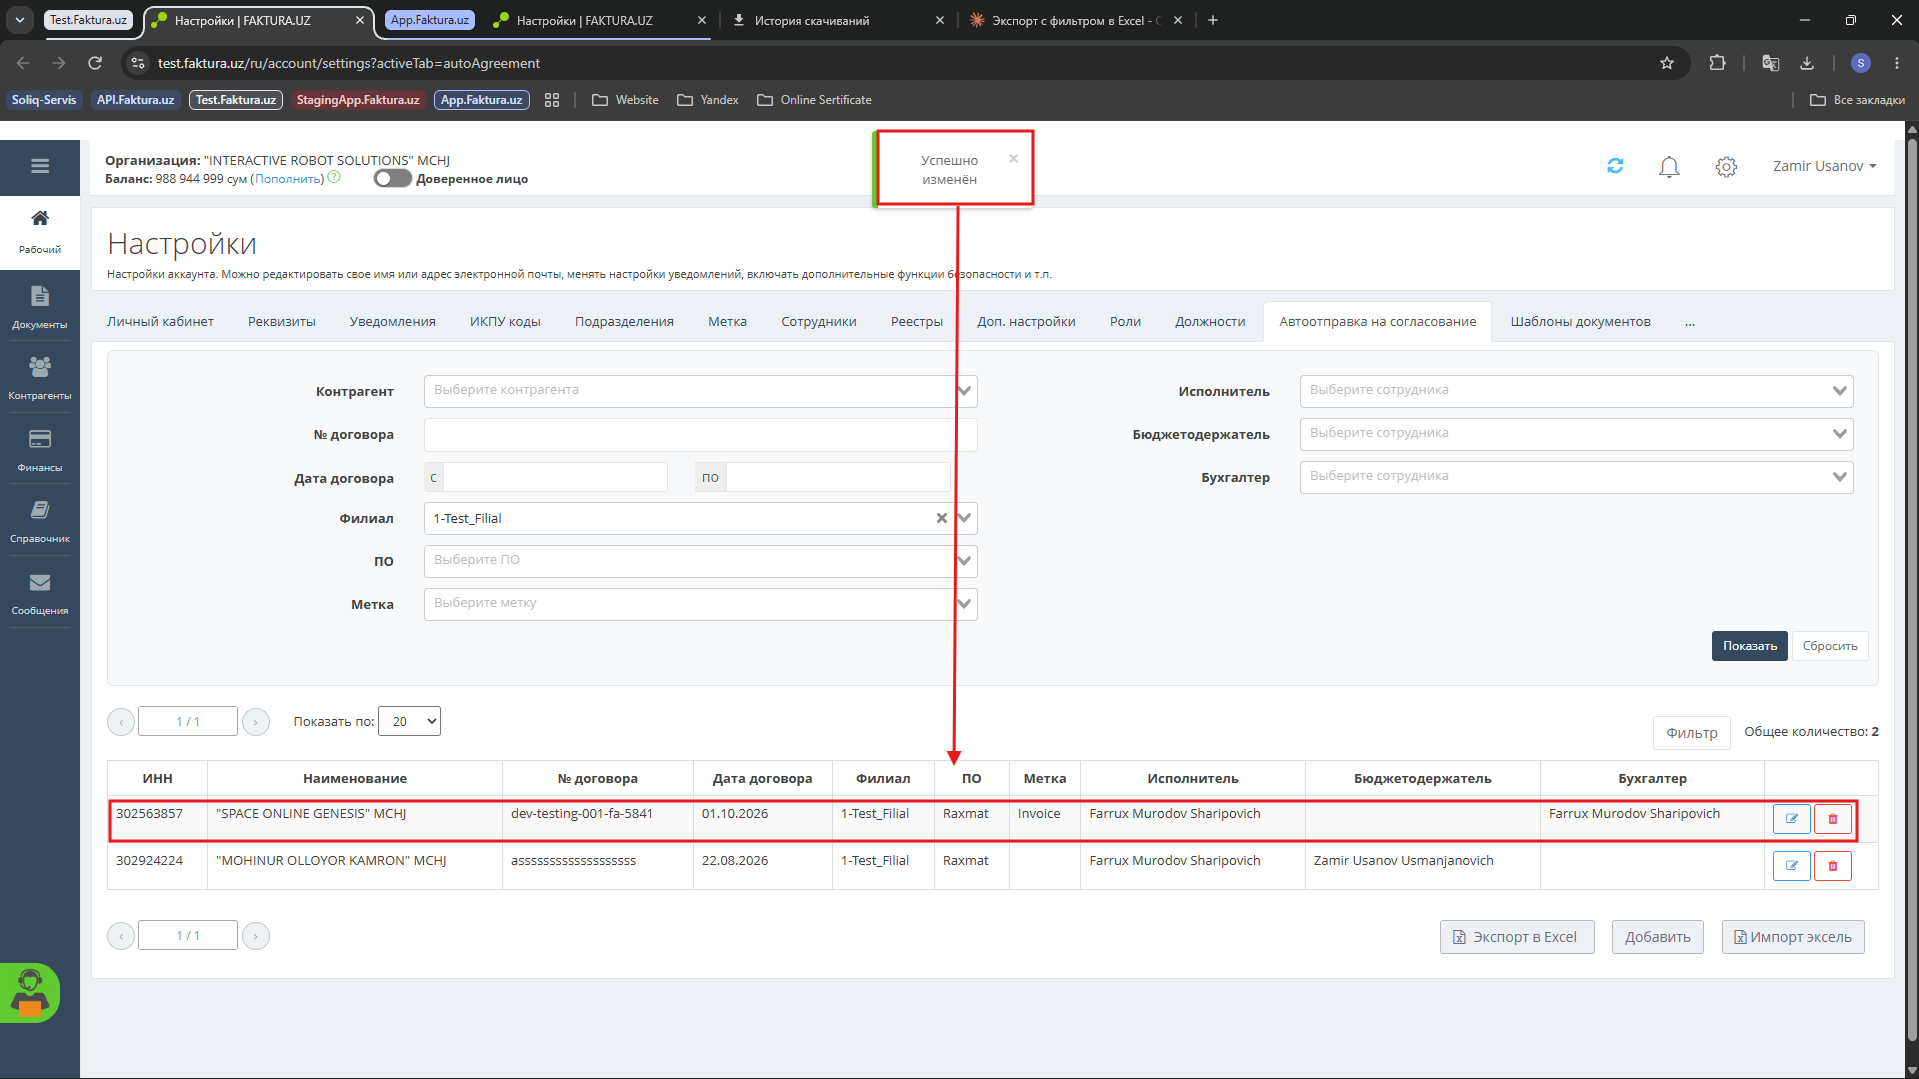 Test.Faktura.uz
Настройки | FAKTURA.UZ
App.Faktura.uz
Настройки | FAKTURA.UZ
История скачиваний
Экспорт с фильтром в Excel - C
test.faktura.uz/ru/account/settings?activeTab=autoAgreement
S
Soliq-Servis
API.Faktura.uz
Test.Faktura.uz
StagingApp.Faktura.uz
App.Faktura.uz
Website
Yandex
Online Sertificate
Все закладки
Организация: "INTERACTIVE ROBOT SOLUTIONS" MCHJ
Баланс: 988 944 999 сум (Пополнить) ?
Доверенное лицо
Успешно
изменён
×
Zamir Usanov
Рабочий
Документы
Контрагенты
Финансы
Справочник
Сообщения
Настройки
Настройки аккаунта. Можно редактировать свое имя или адрес электронной почты, менять настройки уведомлений, включать дополнительные функции безопасности и т.п.
Личный кабинет
Реквизиты
Уведомления
ИКПУ коды
Подразделения
Метка
Сотрудники
Реестры
Доп. настройки
Роли
Должности
Автоотправка на согласование
Шаблоны документов
...
Контрагент
Выберите контрагента
Исполнитель
Выберите сотрудника
№ договора
Бюджетодержатель
Выберите сотрудника
Дата договора
С
ПО
Бухгалтер
Выберите сотрудника
Филиал
1-Test_Filial
ПО
Выберите ПО
Метка
Выберите метку
Показать
Сбросить
‹
1 / 1
›
Показать по:
20
Фильтр
Общее количество: 2
ИНН
Наименование
№ договора
Дата договора
Филиал
ПО
Метка
Исполнитель
Бюджетодержатель
Бухгалтер
302563857
"SPACE ONLINE GENESIS" MCHJ
dev-testing-001-fa-5841
01.10.2026
1-Test_Filial
Raxmat
Invoice
Farrux Murodov Sharipovich
Farrux Murodov Sharipovich
302924224
"MOHINUR OLLOYOR KAMRON" MCHJ
asssssssssssssssssss
22.08.2026
1-Test_Filial
Raxmat
Farrux Murodov Sharipovich
Zamir Usanov Usmanjanovich
‹
1 / 1
›
Экспорт в Excel
Добавить
Импорт эксель